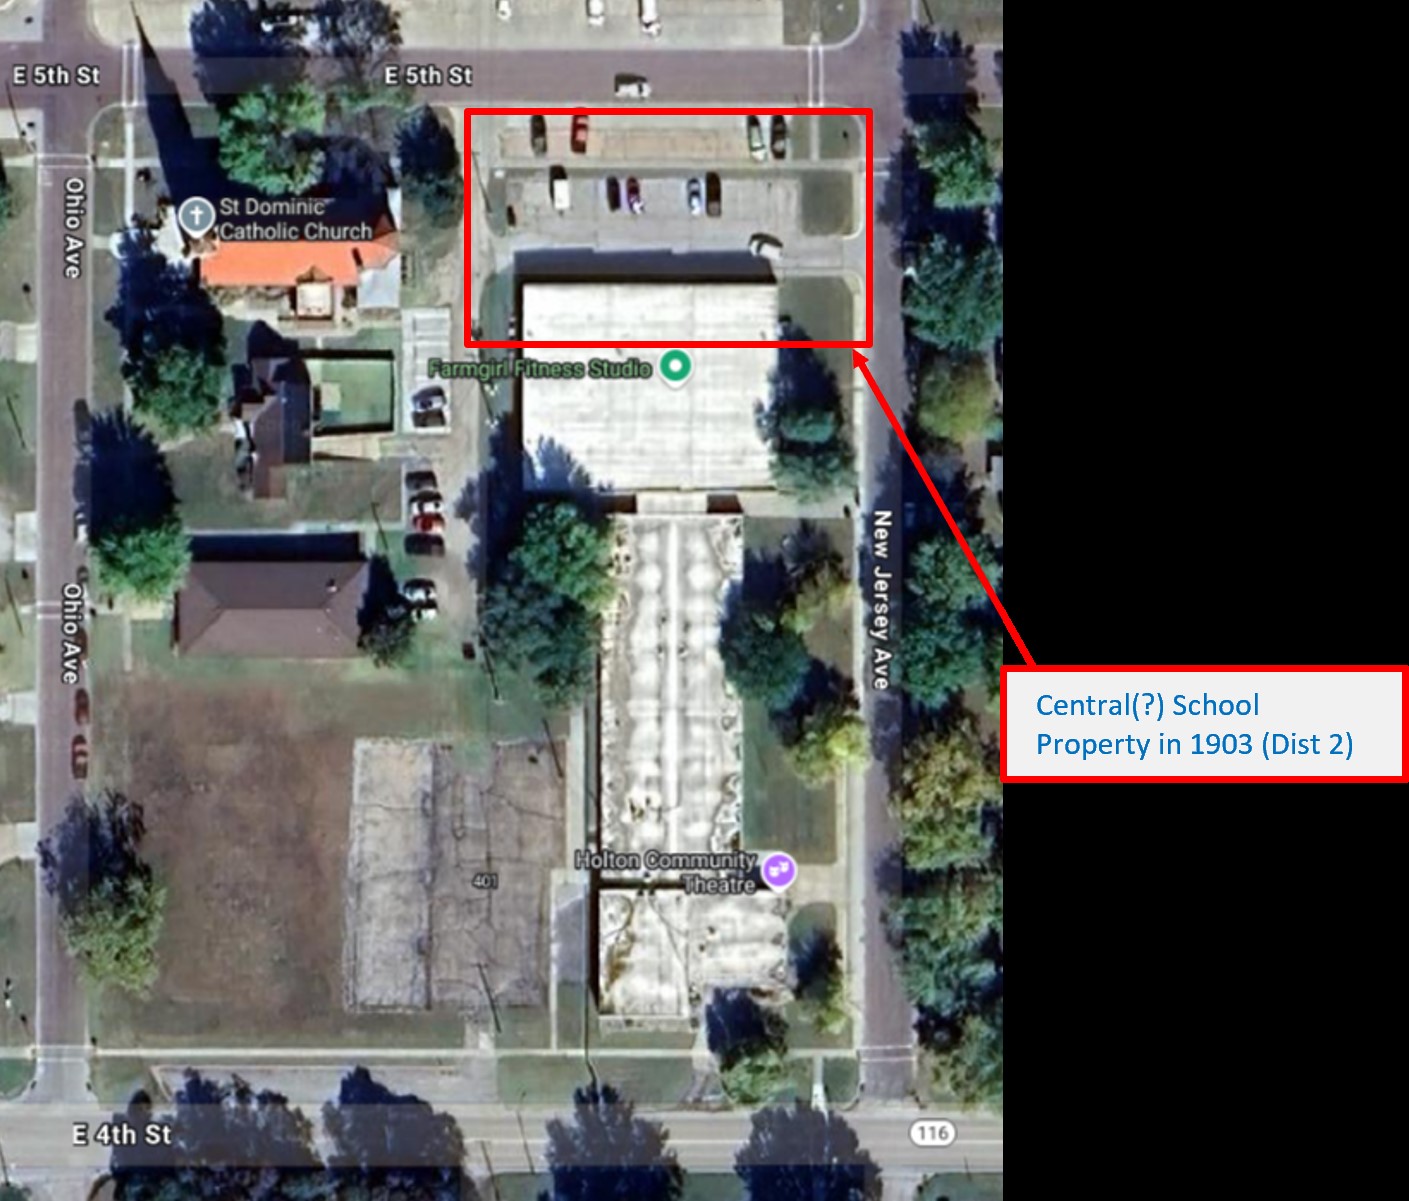 E 5th St
E 5th St
Ohio Ave
St Dominic
Catholic Church
Farmgirl Fitness Studio
New Jersey Ave
Ohio Ave
Central(?) School
Property in 1903 (Dist 2)
Holton Community
Theatre
401
E 4th St
116